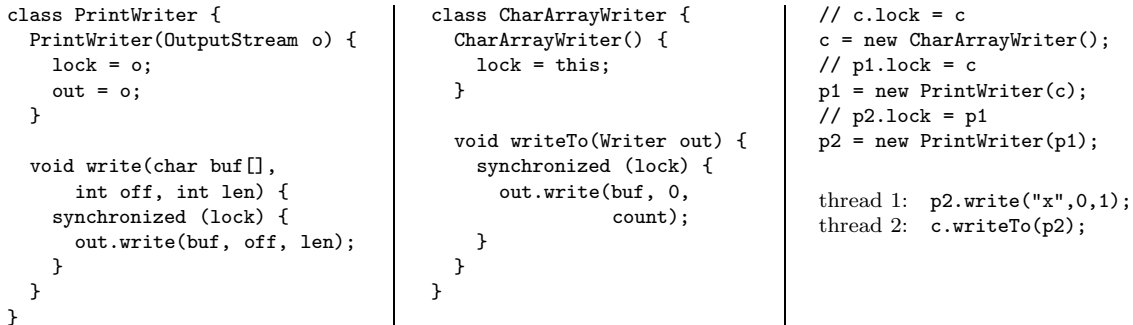 class PrintWriter {
  PrintWriter(OutputStream o) {
    lock = o;
    out = o;
  }

  void write(char buf[],
      int off, int len) {
    synchronized (lock) {
      out.write(buf, off, len);
    }
  }
}
class CharArrayWriter {
  CharArrayWriter() {
    lock = this;
  }

  void writeTo(Writer out) {
    synchronized (lock) {
      out.write(buf, 0,
                count);
    }
  }
}
// c.lock = c
c = new CharArrayWriter();
// p1.lock = c
p1 = new PrintWriter(c);
// p2.lock = p1
p2 = new PrintWriter(p1);

thread 1: p2.write("x",0,1);
thread 2: c.writeTo(p2);